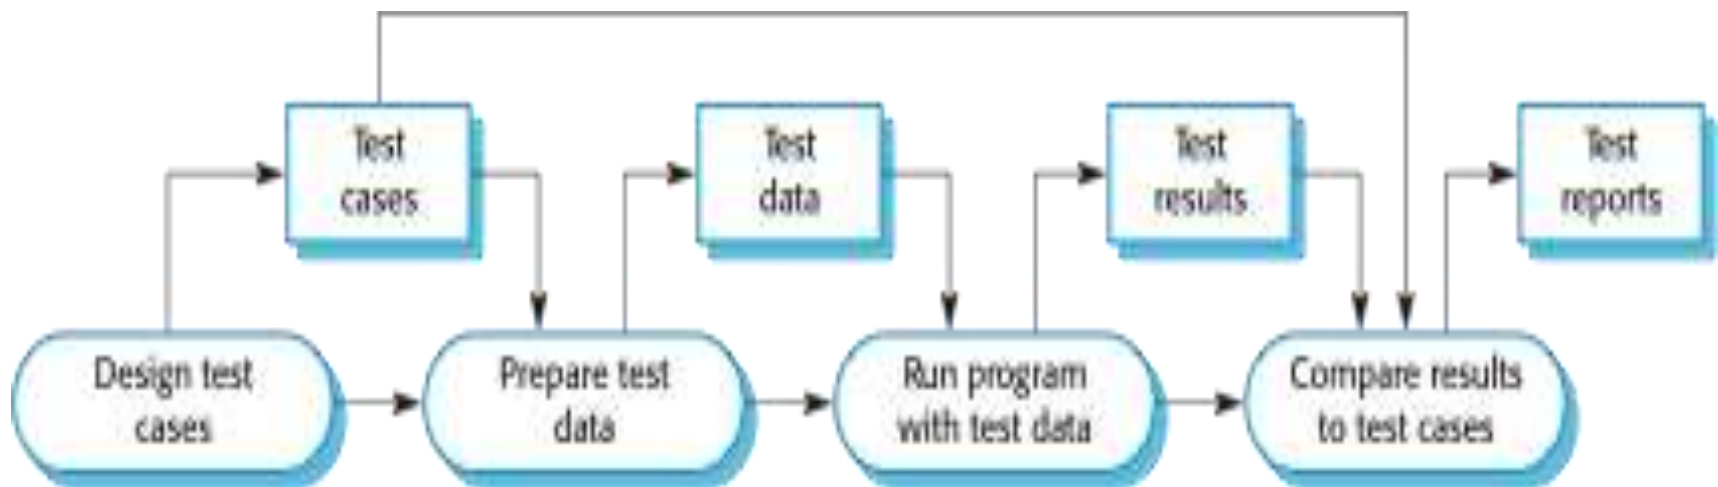 Test
cases
Test
data
Test
results
Test
reports
Design test
cases
Prepare test
data
Run program
with test data
Compare results
to test cases